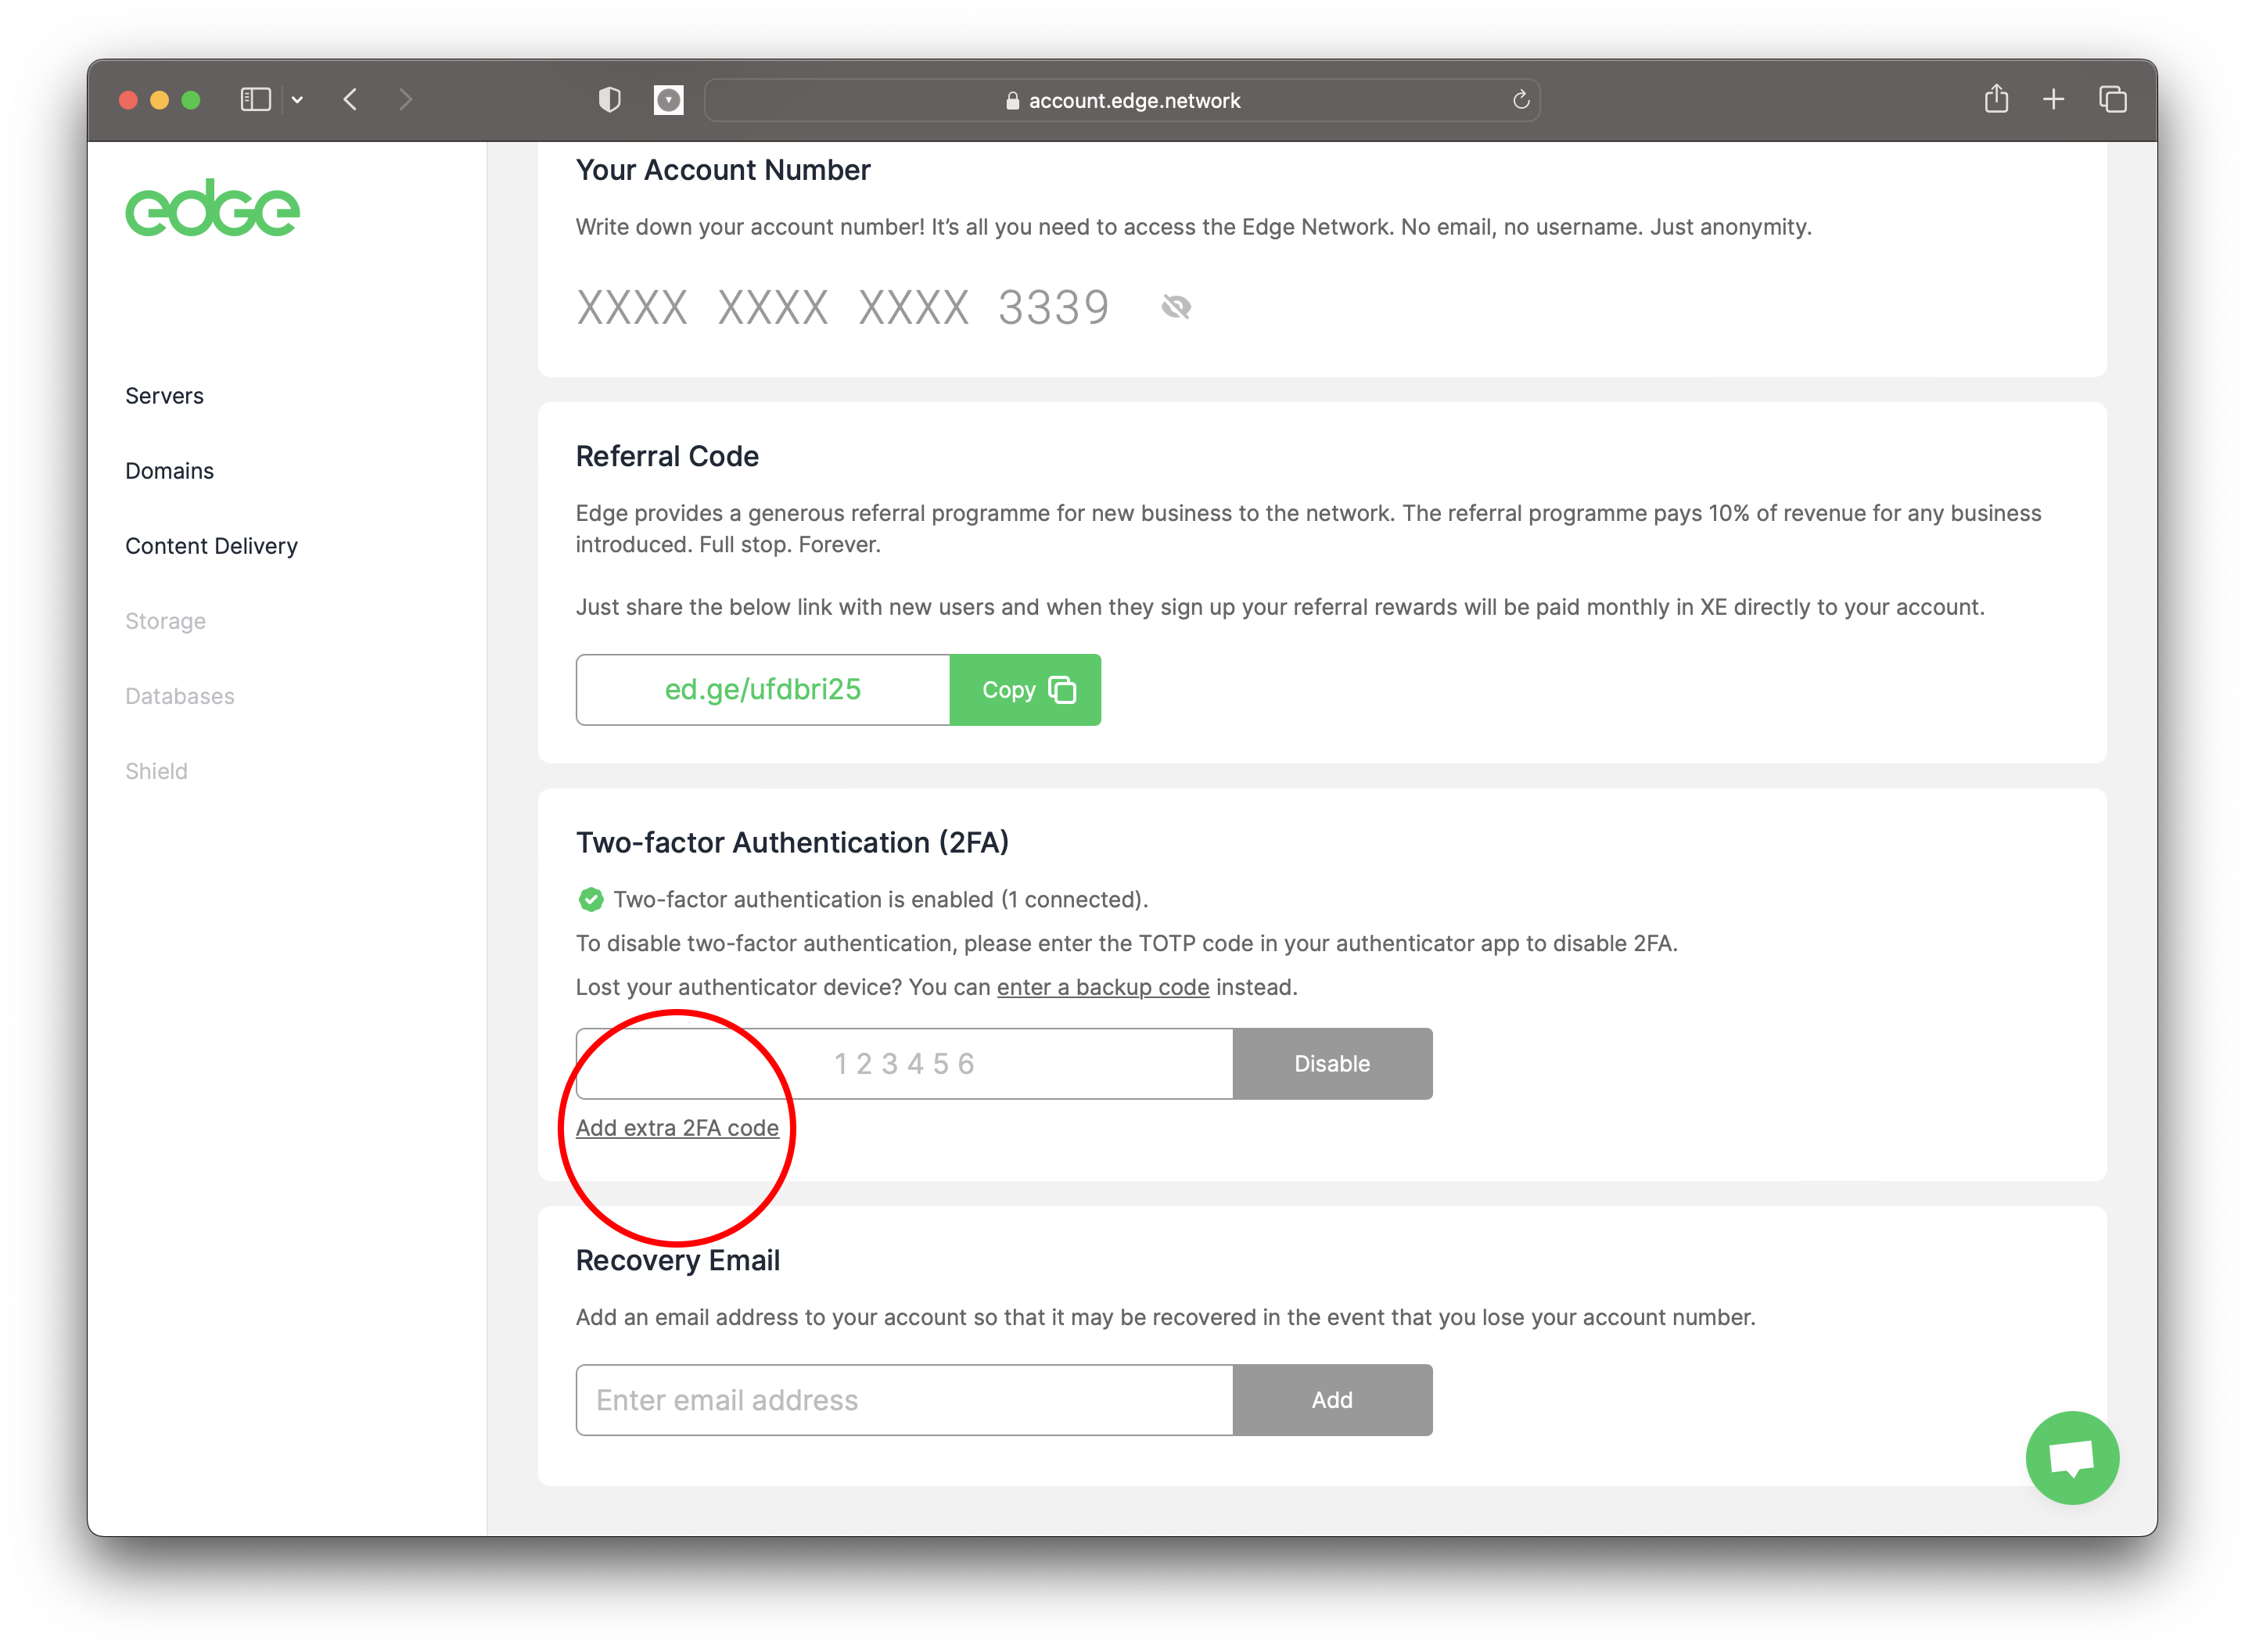 account.edge.network
edge
Servers
Domains
Content Delivery
Storage
Databases
Shield
Your Account Number
Write down your account number! It’s all you need to access the Edge Network. No email, no username. Just anonymity.
XXXX XXXX XXXX 3339
Referral Code
Edge provides a generous referral programme for new business to the network. The referral programme pays 10% of revenue for any business
introduced. Full stop. Forever.
Just share the below link with new users and when they sign up your referral rewards will be paid monthly in XE directly to your account.
ed.ge/ufdbri25
Copy
Two-factor Authentication (2FA)
Two-factor authentication is enabled (1 connected).
To disable two-factor authentication, please enter the TOTP code in your authenticator app to disable 2FA.
Lost your authenticator device? You can enter a backup code instead.
1 2 3 4 5 6
Disable
Add extra 2FA code
Recovery Email
Add an email address to your account so that it may be recovered in the event that you lose your account number.
Enter email address
Add